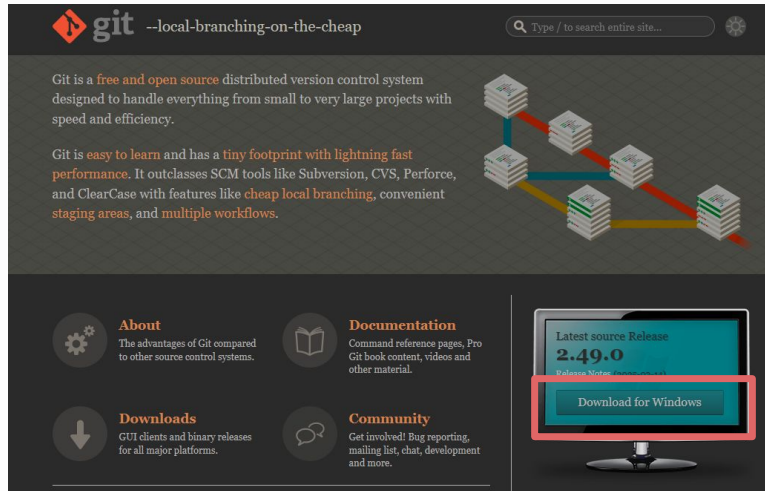 git --local-branching-on-the-cheap
Type / to search entire site...
Git is a free and open source distributed version control system
designed to handle everything from small to very large projects with
speed and efficiency.
Git is easy to learn and has a tiny footprint with lightning fast
performance. It outclasses SCM tools like Subversion, CVS, Perforce,
and ClearCase with features like cheap local branching, convenient
staging areas, and multiple workflows.
About
The advantages of Git compared
to other source control systems.
Documentation
Command reference pages, Pro
Git book content, videos and
other material.
Downloads
GUI clients and binary releases
for all major platforms.
Community
Get involved! Bug reporting,
mailing list, chat, development
and more.
Latest source Release
2.49.0
Release Notes
Download for Windows